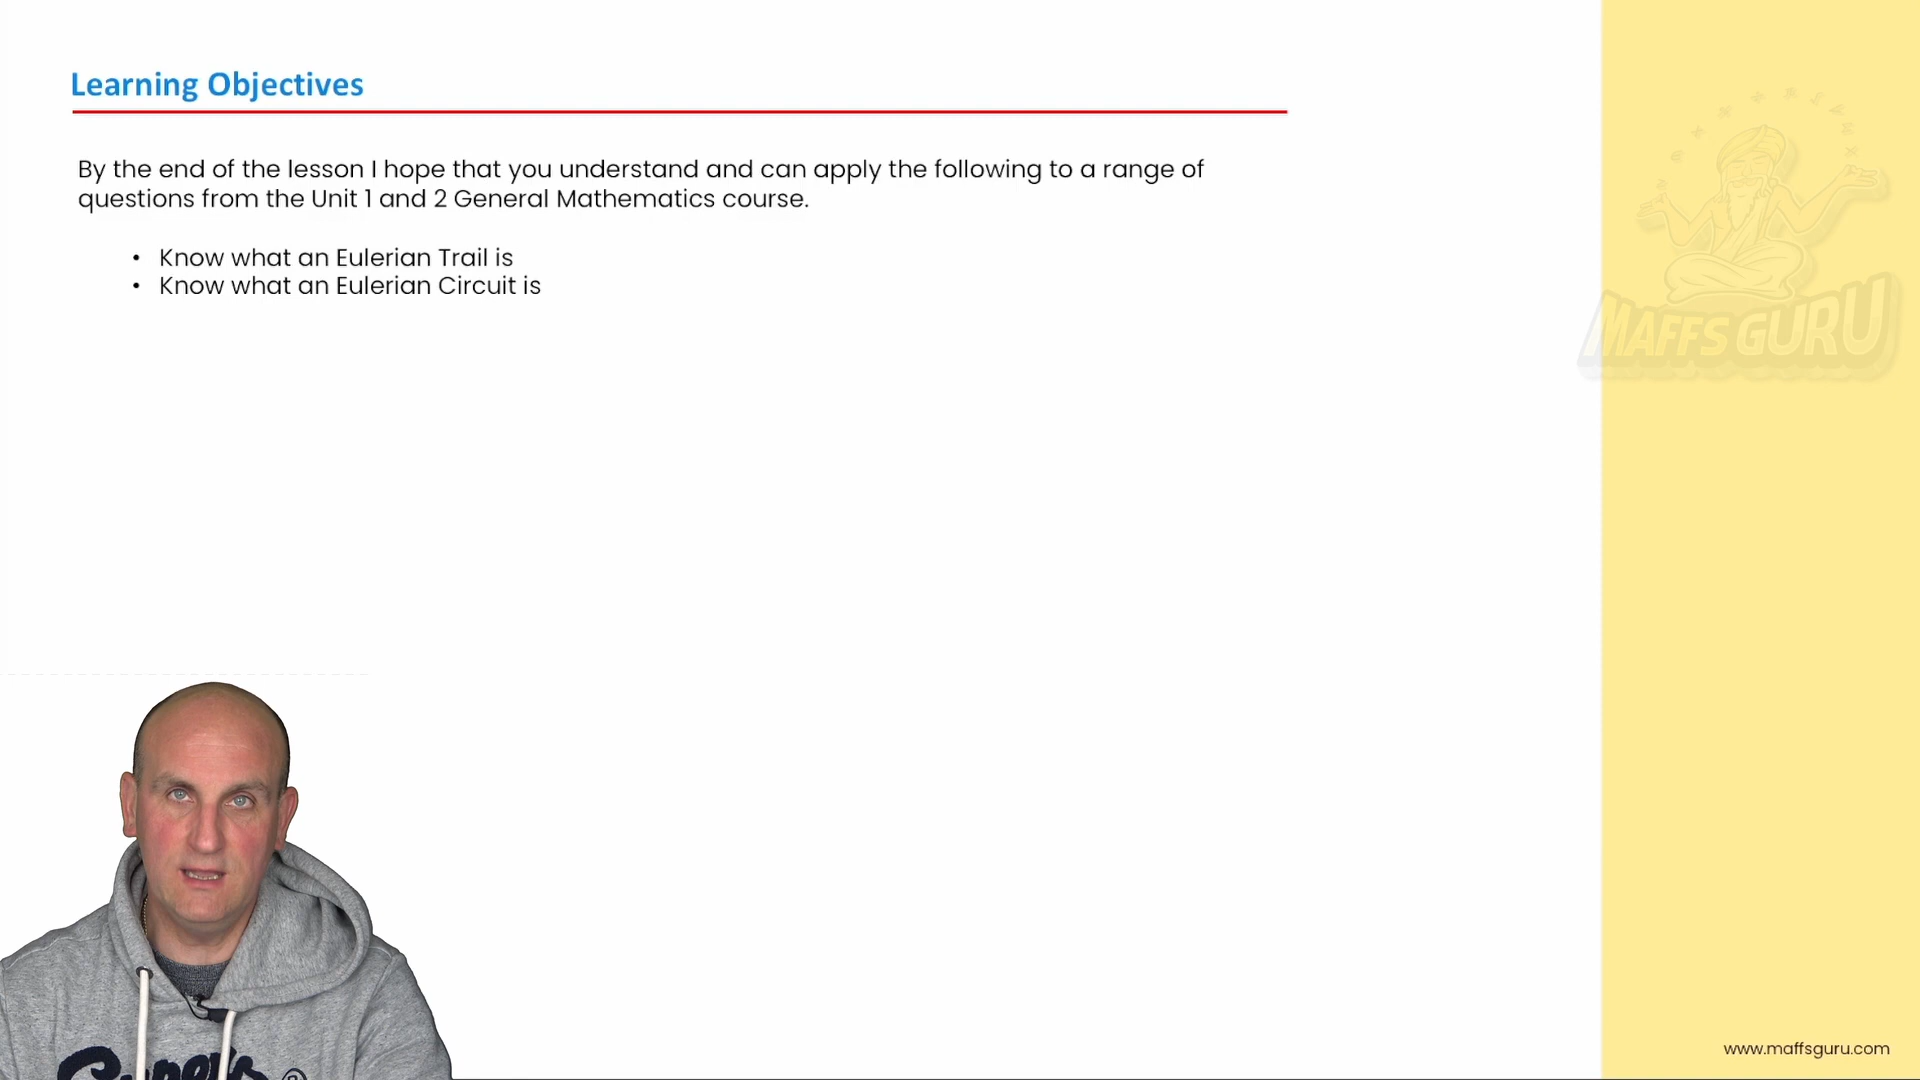 Learning Objectives
By the end of the lesson I hope that you understand and can apply the following to a range of
questions from the Unit 1 and 2 General Mathematics course.
• Know what an Eulerian Trail is
• Know what an Eulerian Circuit is
MAFFS GURU
www.maffsguru.com